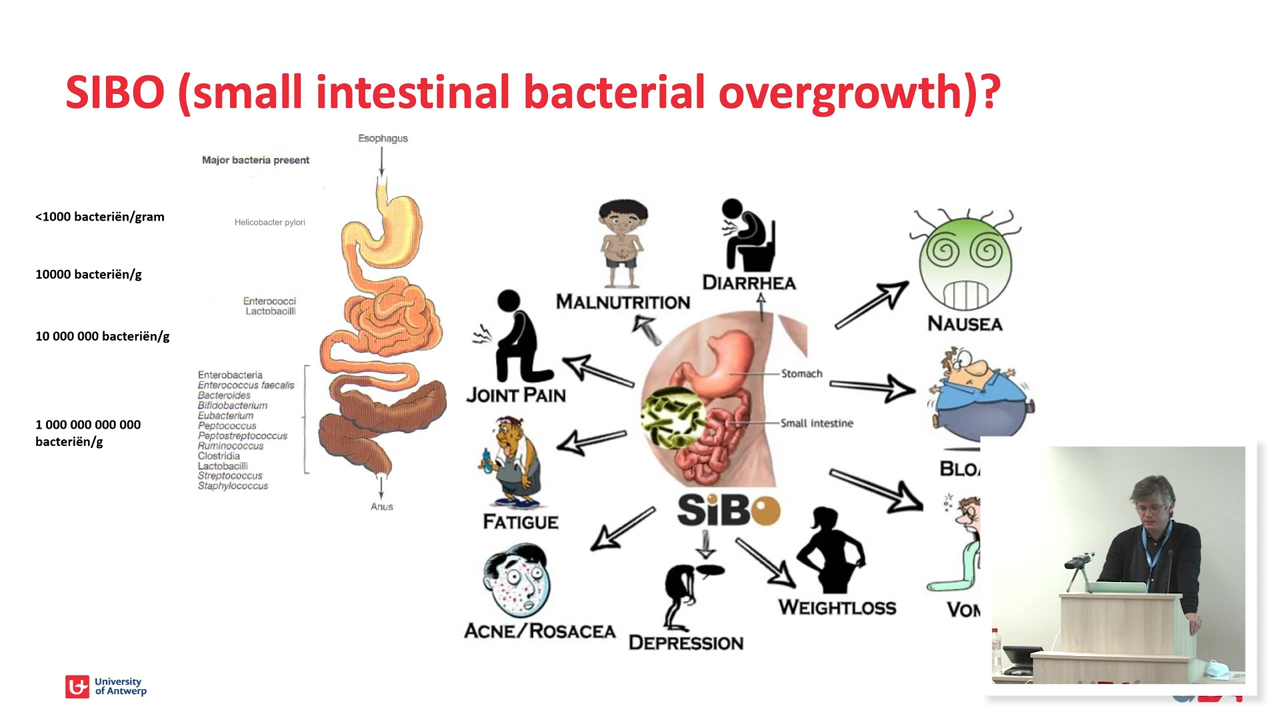 SIBO (small intestinal bacterial overgrowth)?
Esophagus
Major bacteria present
<1000 bacteriën/gram
Helicobacter pylori
10000 bacteriën/g
Enterococci
Lactobacilli
10 000 000 bacteriën/g
Enterobacteria
Enterococcus faecalis
Bacteroides
Bifidobacterium
Eubacterium
Peptococcus
Peptostreptococcus
Ruminococcus
Clostridia
Lactobacilli
Streptococcus
Staphylococcus
1 000 000 000 000
bacteriën/g
Anus
MALNUTRITION
DIARRHEA
NAUSEA
JOINT PAIN
Stomach
Small intestine
FATIGUE
SiBO
ACNE/ROSACEA
DEPRESSION
WEIGHTLOSS
University
of Antwerp